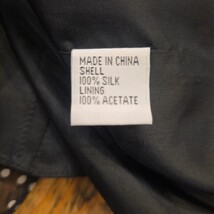 MADE IN CHINA
SHELL
100% SILK
LINING
100% ACETATE